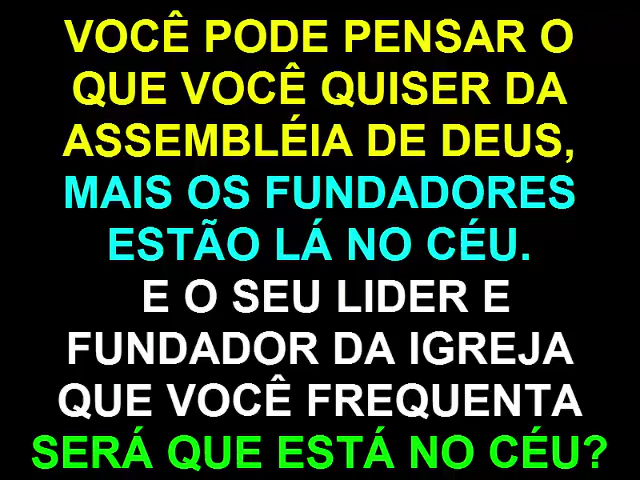 VOCÊ PODE PENSAR O
QUE VOCÊ QUISER DA
ASSEMBLÉIA DE DEUS,
MAIS OS FUNDADORES
ESTÃO LÁ NO CÉU.
E O SEU LIDER E
FUNDADOR DA IGREJA
QUE VOCÊ FREQUENTA
SERÁ QUE ESTÁ NO CÉU?